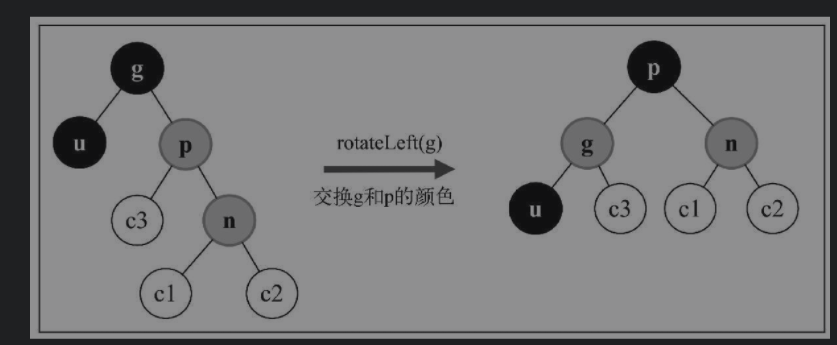 g
u
p
c3
n
c1
c2
rotateLeft(g)
交换g和p的颜色
p
g
n
u
c3
c1
c2